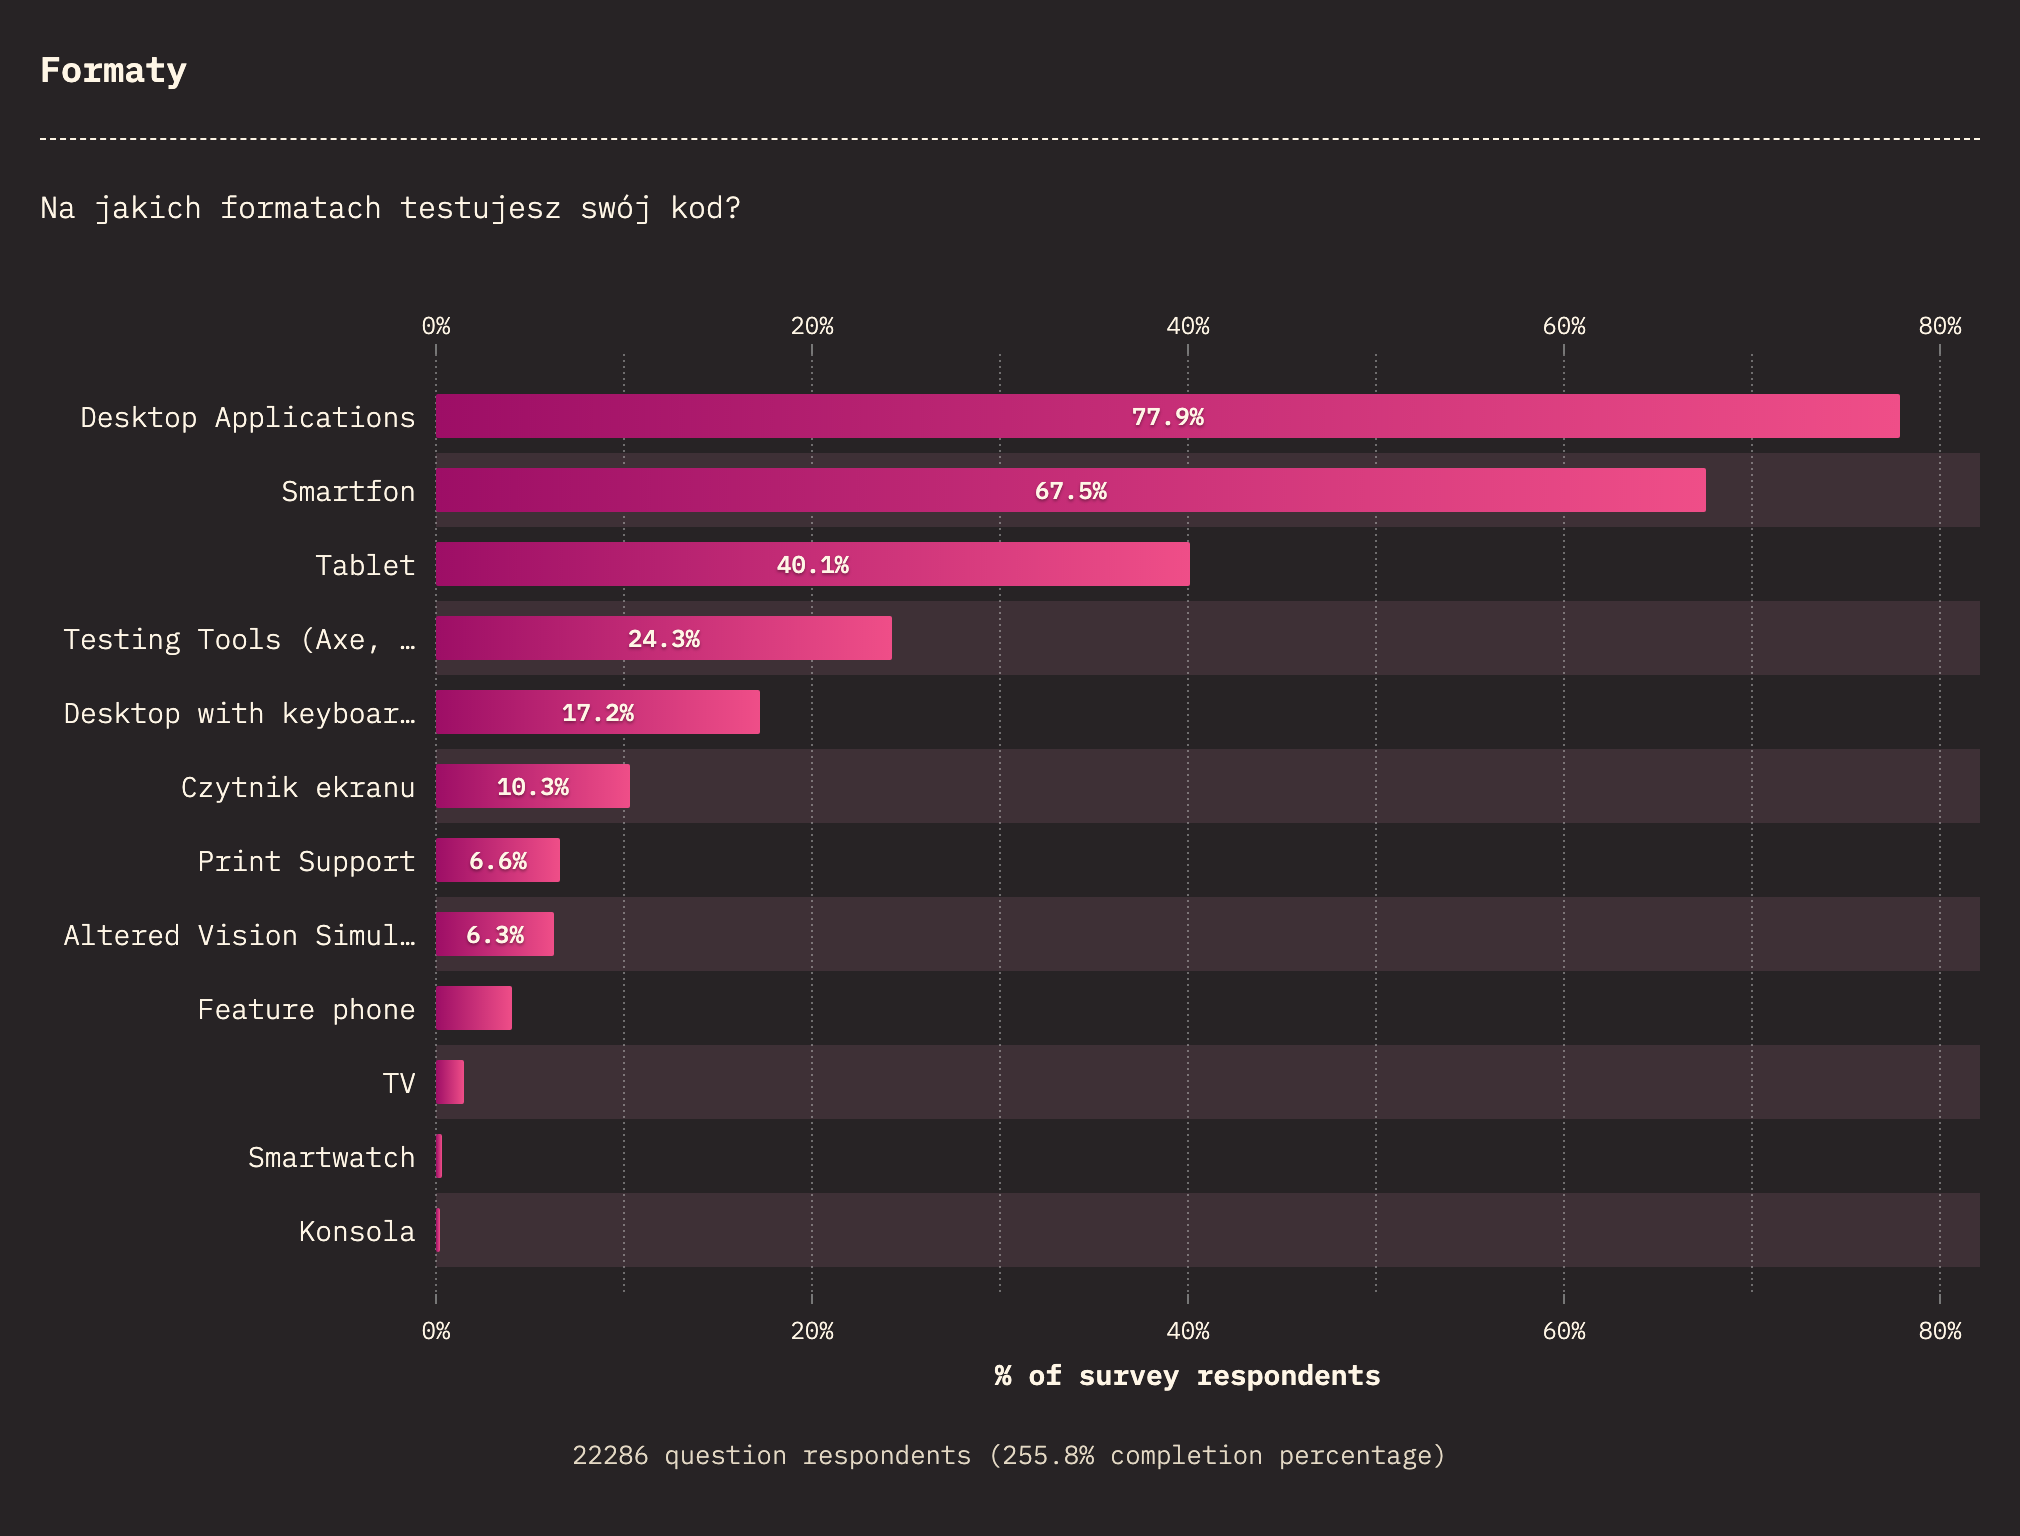 Formaty
Na jakich formatach testujesz swój kod?
0% 20% 40% 60% 80%
Desktop Applications 77.9%
Smartfon 67.5%
Tablet 40.1%
Testing Tools (Axe, … 24.3%
Desktop with keyboar… 17.2%
Czytnik ekranu 10.3%
Print Support 6.6%
Altered Vision Simul… 6.3%
Feature phone
TV
Smartwatch
Konsola
0% 20% 40% 60% 80%
% of survey respondents
22286 question respondents (255.8% completion percentage)